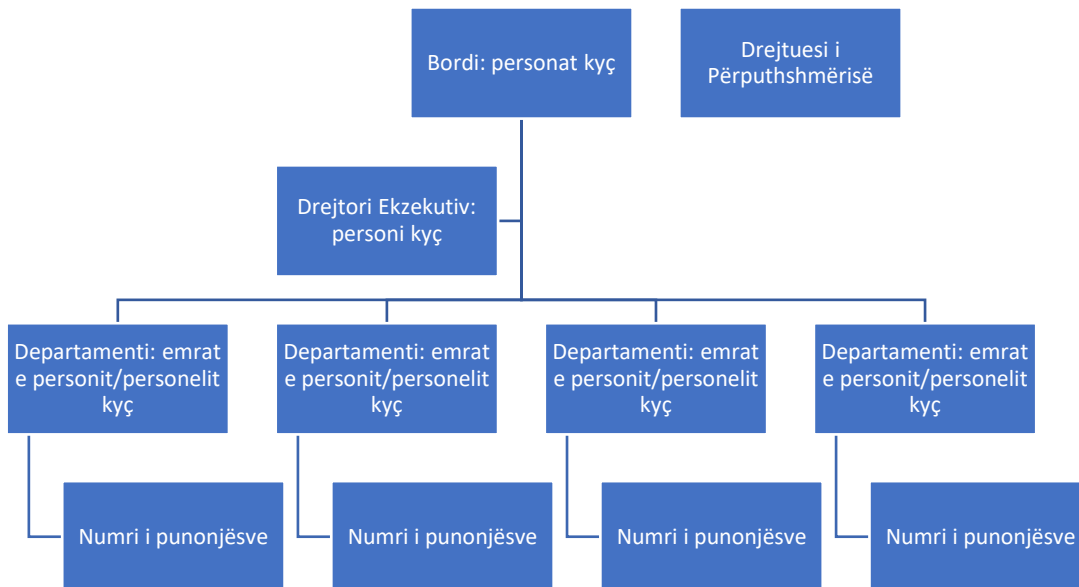 Bordi: personat kyç
Drejtuesi i
Përputhshmërisë
Drejtori Ekzekutiv:
personi kyç
Departamenti: emrat
e personit/personelit
kyç
Departamenti: emrat
e personit/personelit
kyç
Departamenti: emrat
e personit/personelit
kyç
Departamenti: emrat
e personit/personelit
kyç
Numri i punonjësve
Numri i punonjësve
Numri i punonjësve
Numri i punonjësve